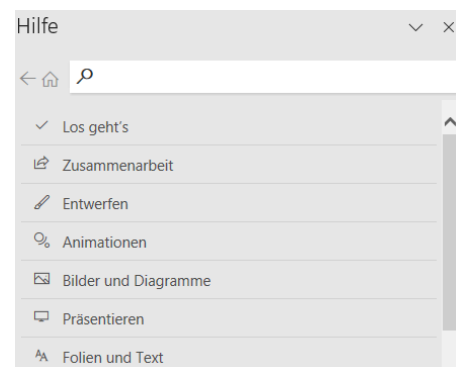 Hilfe
Los geht's
Zusammenarbeit
Entwerfen
Animationen
Bilder und Diagramme
Präsentieren
Folien und Text